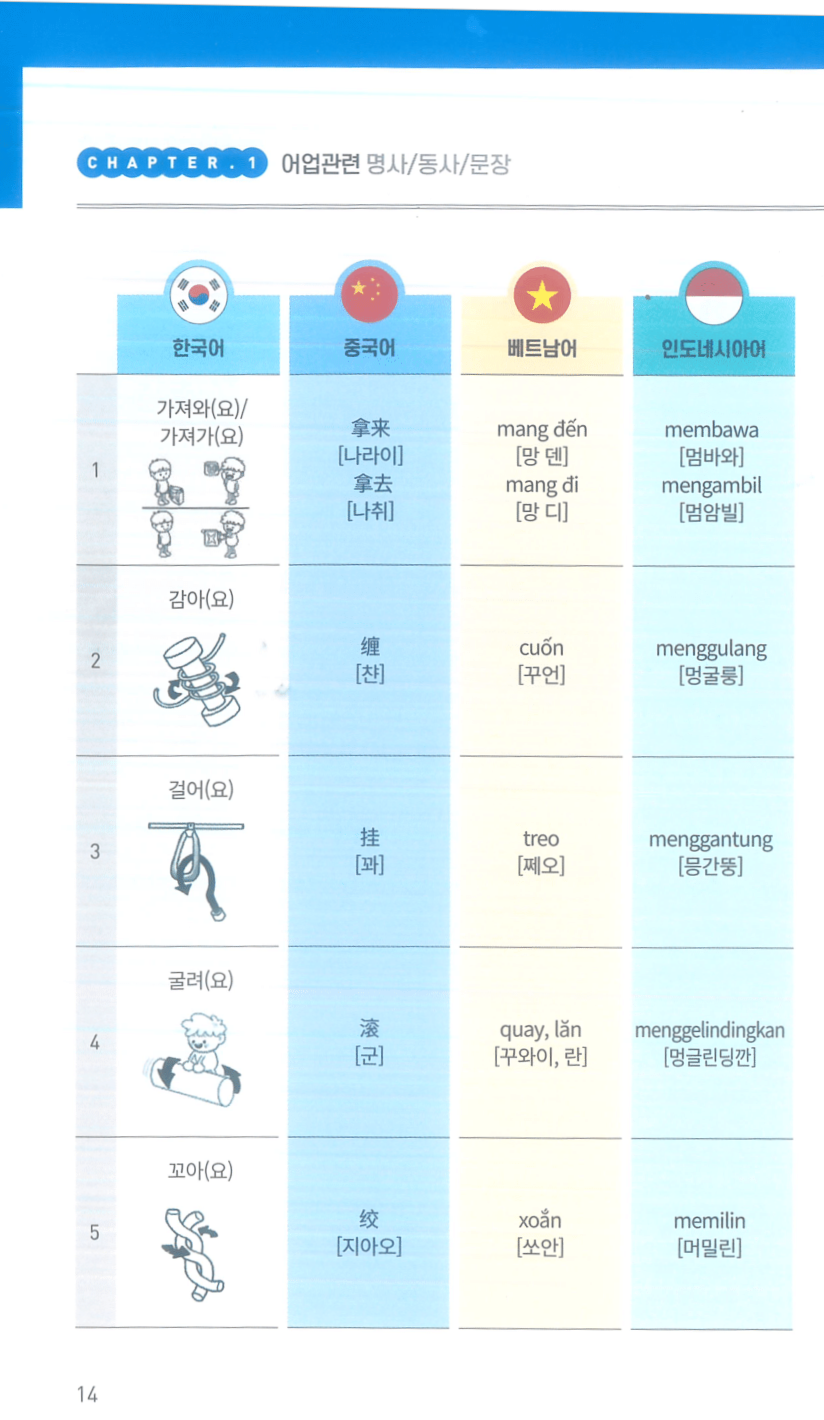 CHAPTER.1 어업관련 명사/동사/문장
한국어 중국어 베트남어 인도네시아어
1
가져와(요)/
가져가(요)
拿来
[나라이]
拿去
[나취]
mang đến
[망 덴]
mang đi
[망 디]
membawa
[멈바와]
mengambil
[멈암빌]
2
감아(요)
缠
[챤]
cuốn
[꾸언]
menggulang
[멍굴룽]
3
걸어(요)
挂
[꽈]
treo
[쩨오]
menggantung
[믕간뚱]
4
굴려(요)
滚
[군]
quay, lăn
[꾸와이, 란]
menggelindingkan
[멍글린딩깐]
5
꼬아(요)
绞
[지아오]
xoắn
[쏘안]
memilin
[머밀린]
14